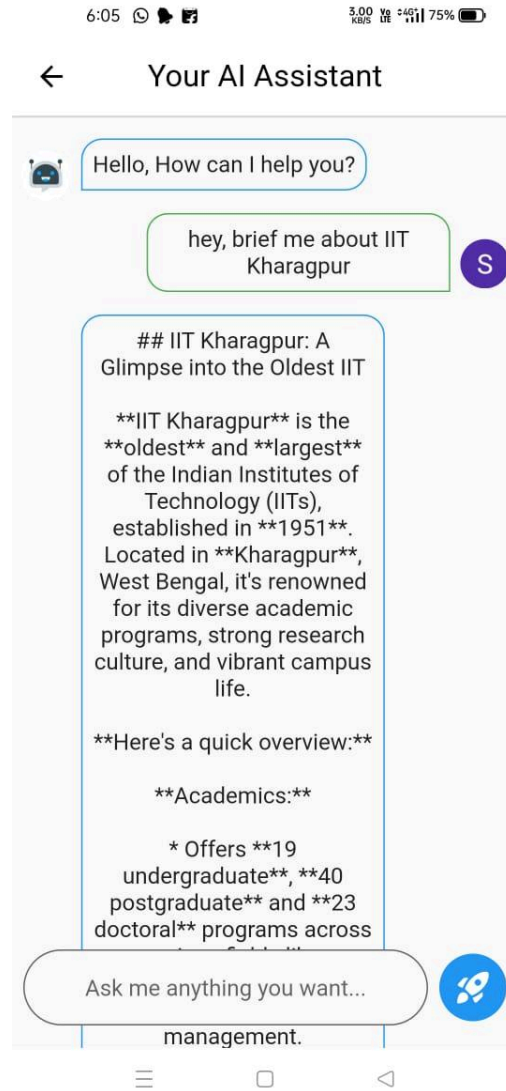 6:05
3.00 KB/S Vo LTE 4G 75%
Your AI Assistant
Hello, How can I help you?
hey, brief me about IIT
Kharagpur
S
## IIT Kharagpur: A
Glimpse into the Oldest IIT
**IIT Kharagpur** is the
**oldest** and **largest**
of the Indian Institutes of
Technology (IITs),
established in **1951**.
Located in **Kharagpur**,
West Bengal, it's renowned
for its diverse academic
programs, strong research
culture, and vibrant campus
life.
**Here's a quick overview:**
**Academics:**
* Offers **19
undergraduate**, **40
postgraduate** and **23
doctoral** programs across
Ask me anything you want...
management.